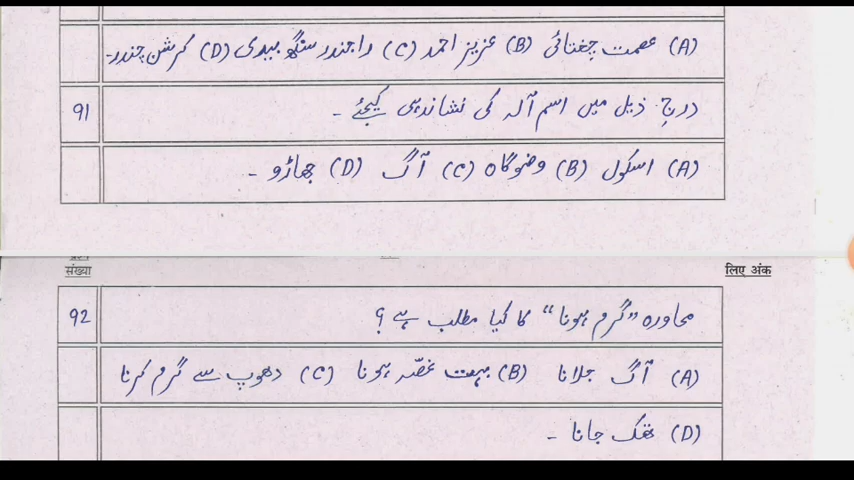 (A) عصمت چغتائی (B) عزیز احمد (C) راجندر سنگھ بیدی (D) کرشن چندر۔
91 درج ذیل میں اسم آلہ کی نشاندہی کیجئے ۔
(A) اسکول (B) وضوگاہ (C) آگ (D) جھاڑو ۔
संख्या लिए अंक
92 محاورہ "گرم ہونا" کا کیا مطلب ہے ؟
(A) آگ جلانا (B) بہت غصّہ ہونا (C) دھوپ سے گرم کرنا
(D) تھک جانا ۔